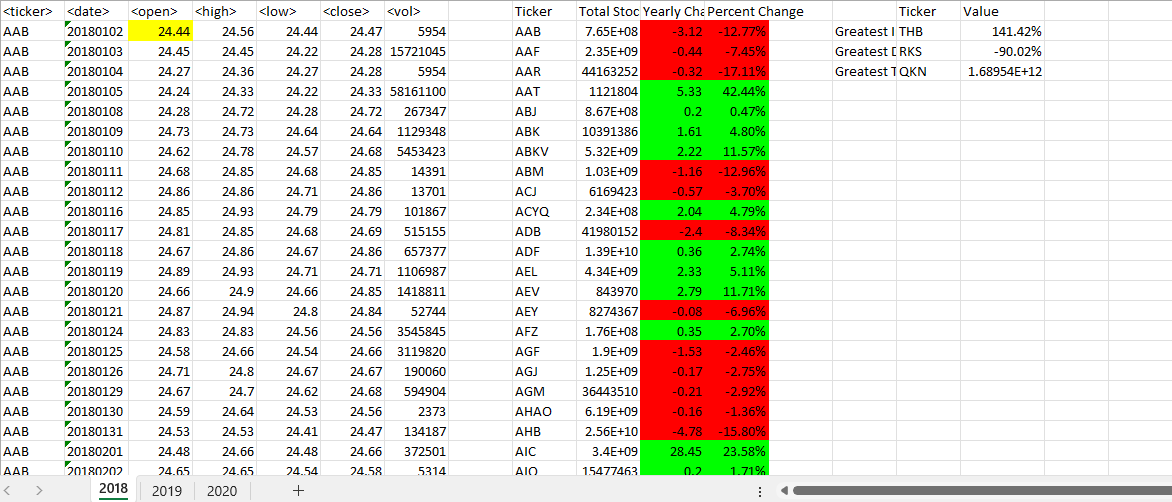 <ticker> <date> <open> <high> <low> <close> <vol> Ticker Total Stoc Yearly Cha Percent Change Ticker Value
AAB 20180102 24.44 24.56 24.44 24.47 5954 AAB 7.65E+08 -3.12 -12.77% Greatest I THB 141.42%
AAB 20180103 24.45 24.45 24.22 24.28 15721045 AAF 2.35E+09 -0.44 -7.45% Greatest D RKS -90.02%
AAB 20180104 24.27 24.36 24.27 24.28 5954 AAR 44163252 -0.32 -17.11% Greatest T QKN 1.68954E+12
AAB 20180105 24.24 24.33 24.22 24.33 58161100 AAT 1121804 5.33 42.44%
AAB 20180108 24.28 24.72 24.28 24.72 267347 ABJ 8.67E+08 0.2 0.47%
AAB 20180109 24.73 24.73 24.64 24.64 1129348 ABK 10391386 1.61 4.80%
AAB 20180110 24.62 24.78 24.57 24.68 5453423 ABKV 5.32E+09 2.22 11.57%
AAB 20180111 24.68 24.85 24.68 24.85 14391 ABM 1.03E+09 -1.16 -12.96%
AAB 20180112 24.86 24.86 24.71 24.86 13701 ACJ 6169423 -0.57 -3.70%
AAB 20180116 24.85 24.93 24.79 24.79 101867 ACYQ 2.34E+08 2.04 4.79%
AAB 20180117 24.81 24.85 24.68 24.69 515155 ADB 41980152 -2.4 -8.34%
AAB 20180118 24.67 24.86 24.67 24.86 657377 ADF 1.39E+10 0.36 2.74%
AAB 20180119 24.89 24.93 24.71 24.71 1106987 AEL 4.34E+09 2.33 5.11%
AAB 20180120 24.66 24.9 24.66 24.85 1418811 AEV 843970 2.79 11.71%
AAB 20180121 24.87 24.94 24.8 24.84 52744 AEY 8274367 -0.08 -6.96%
AAB 20180124 24.83 24.83 24.56 24.56 3545845 AFZ 1.76E+08 0.35 2.70%
AAB 20180125 24.58 24.66 24.54 24.66 3119820 AGF 1.9E+09 -1.53 -2.46%
AAB 20180126 24.71 24.8 24.67 24.67 190060 AGJ 1.25E+09 -0.17 -2.75%
AAB 20180129 24.67 24.7 24.62 24.68 594904 AGM 36443510 -0.21 -2.92%
AAB 20180130 24.59 24.64 24.53 24.56 2373 AHAO 6.19E+09 -0.16 -1.36%
AAB 20180131 24.53 24.53 24.41 24.47 134187 AHB 2.56E+10 -4.78 -15.80%
AAB 20180201 24.48 24.66 24.48 24.66 372501 AIC 3.4E+09 28.45 23.58%
AAB 20180202 24.65 24.65 24.54 24.58 5314 AIO 15477463 0.2 1.71%
2018 2019 2020